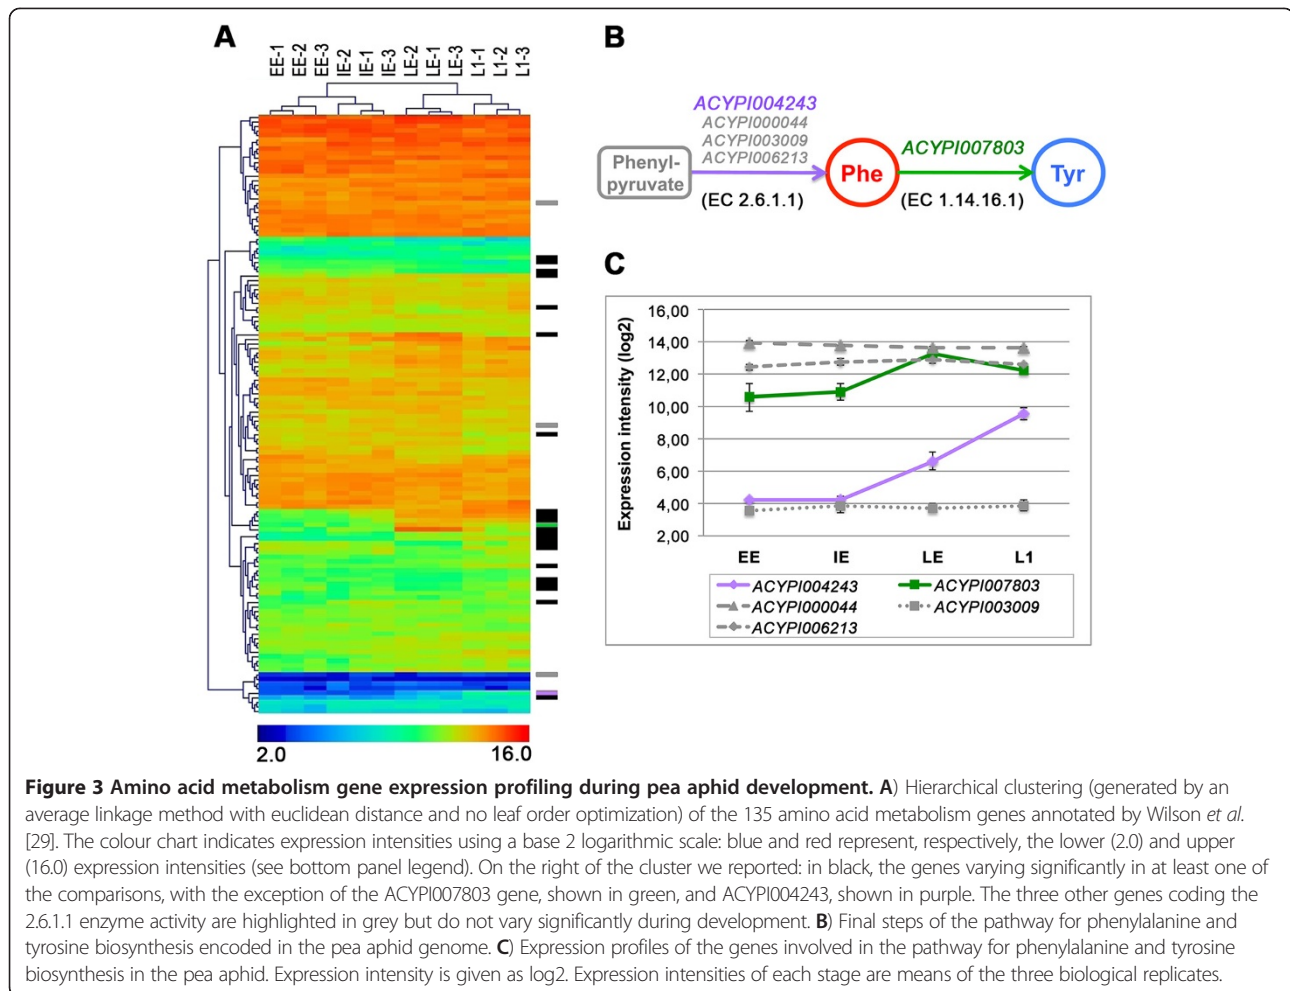 A
EE-1
EE-2
EE-3
IE-2
IE-1
IE-3
LE-2
LE-1
LE-3
L1-1
L1-2
L1-3
2.0
16.0
B
ACYPI004243
ACYPI000044
ACYPI003009
ACYPI006213
Phenyl-
pyruvate
(EC 2.6.1.1)
Phe
ACYPI007803
(EC 1.14.16.1)
Tyr
C
Expression intensity (log2)
16,00
14,00
12,00
10,00
8,00
6,00
4,00
2,00
EE IE LE L1
ACYPI004243 ACYPI007803
ACYPI000044 ACYPI003009
ACYPI006213
Figure 3 Amino acid metabolism gene expression profiling during pea aphid development. A) Hierarchical clustering (generated by an
average linkage method with euclidean distance and no leaf order optimization) of the 135 amino acid metabolism genes annotated by Wilson et al.
[29]. The colour chart indicates expression intensities using a base 2 logarithmic scale: blue and red represent, respectively, the lower (2.0) and upper
(16.0) expression intensities (see bottom panel legend). On the right of the cluster we reported: in black, the genes varying significantly in at least one of
the comparisons, with the exception of the ACYPI007803 gene, shown in green, and ACYPI004243, shown in purple. The three other genes coding the
2.6.1.1 enzyme activity are highlighted in grey but do not vary significantly during development. B) Final steps of the pathway for phenylalanine and
tyrosine biosynthesis encoded in the pea aphid genome. C) Expression profiles of the genes involved in the pathway for phenylalanine and tyrosine
biosynthesis in the pea aphid. Expression intensity is given as log2. Expression intensities of each stage are means of the three biological replicates.